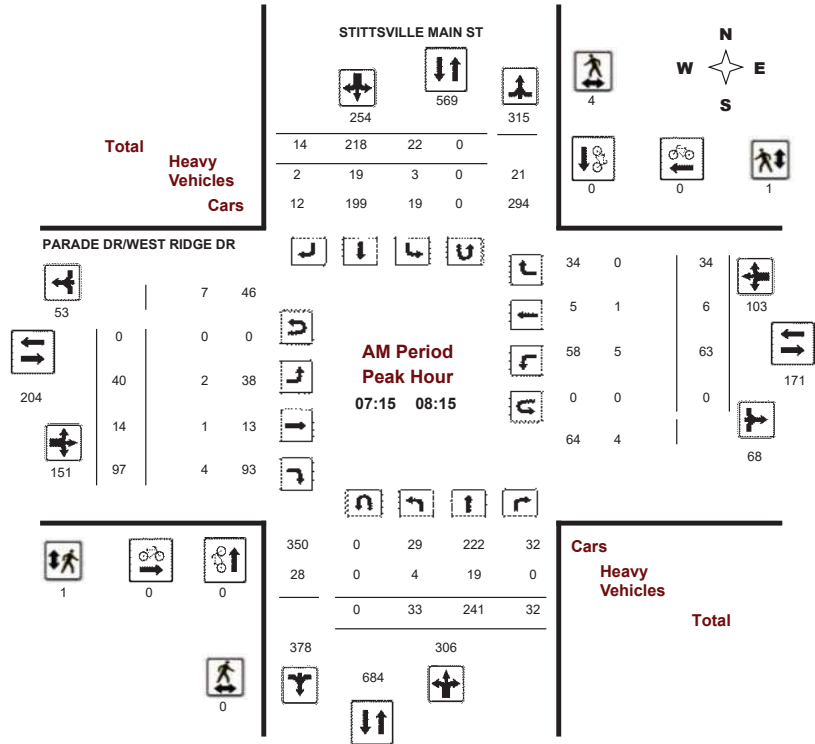 STITTSVILLE MAIN ST
N
W E
S
254 569 315 4
Total 14 218 22 0
Heavy
Vehicles 2 19 3 0 21
Cars 12 199 19 0 294
0 0 1
PARADE DR/WEST RIDGE DR
53 7 46
0 0 0
204 40 2 38
14 1 13
151 97 4 93
AM Period
Peak Hour
07:15 08:15
34 0 34
5 1 6 103
58 5 63
0 0 0 171
64 4 68
350 0 29 222 32 Cars
28 0 4 19 0 Heavy
Vehicles
0 33 241 32 Total
1 0 0
378 684 306
0